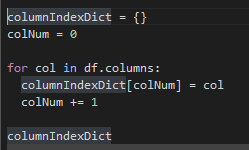 columnIndexDict = {}
colNum = 0
for col in df.columns:
columnIndexDict[colNum] = col
colNum += 1
columnIndexDict